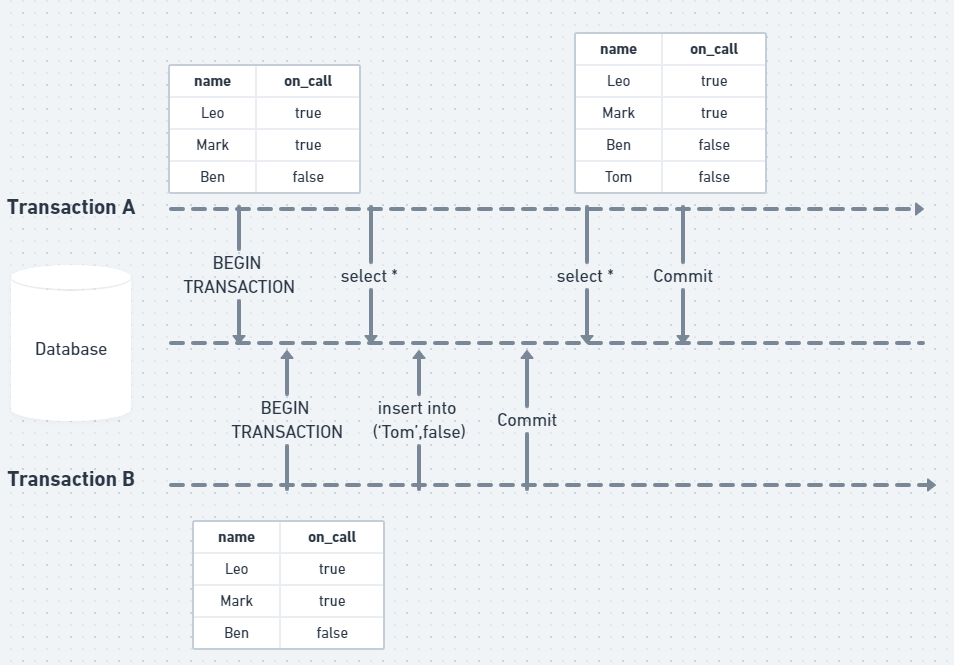 name on_call
Leo true
Mark true
Ben false
name on_call
Leo true
Mark true
Ben false
Tom false
Transaction A
BEGIN
TRANSACTION
select *
select *
Commit
Database
BEGIN
TRANSACTION
insert into
(‘Tom’,false)
Commit
Transaction B
name on_call
Leo true
Mark true
Ben false